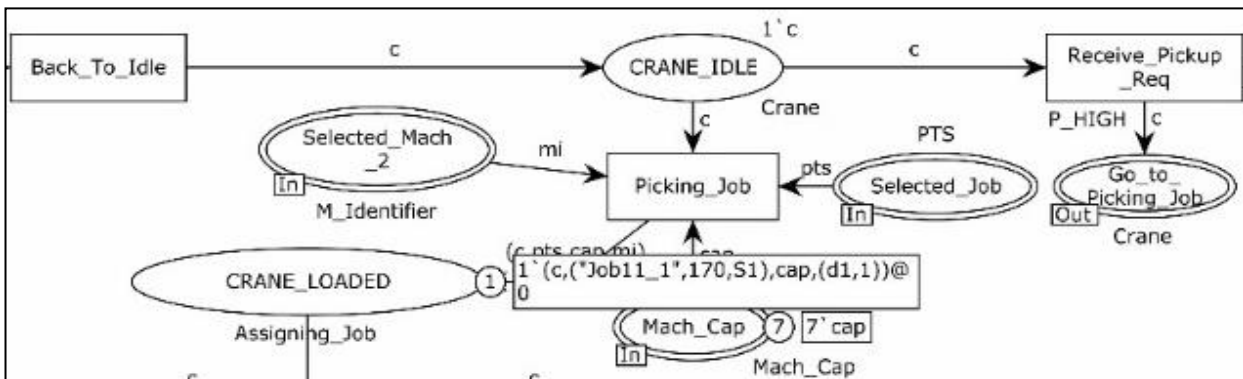 1`c
Back_To_Idle
c
CRANE_IDLE
c
Receive_Pickup
_Req
Crane
c
P_HIGH
c
Selected_Mach
_2
In
M_Identifier
mi
Picking_Job
pts
PTS
Selected_Job
In
Go_to_
Picking_Job
Out
Crane
(c,pts,cap,mi)
cap
CRANE_LOADED
1
1`(c,("Job11_1",170,S1),cap,(d1,1))@
0
Assigning_Job
Mach_Cap
In
7
7`cap
Mach_Cap
c
c